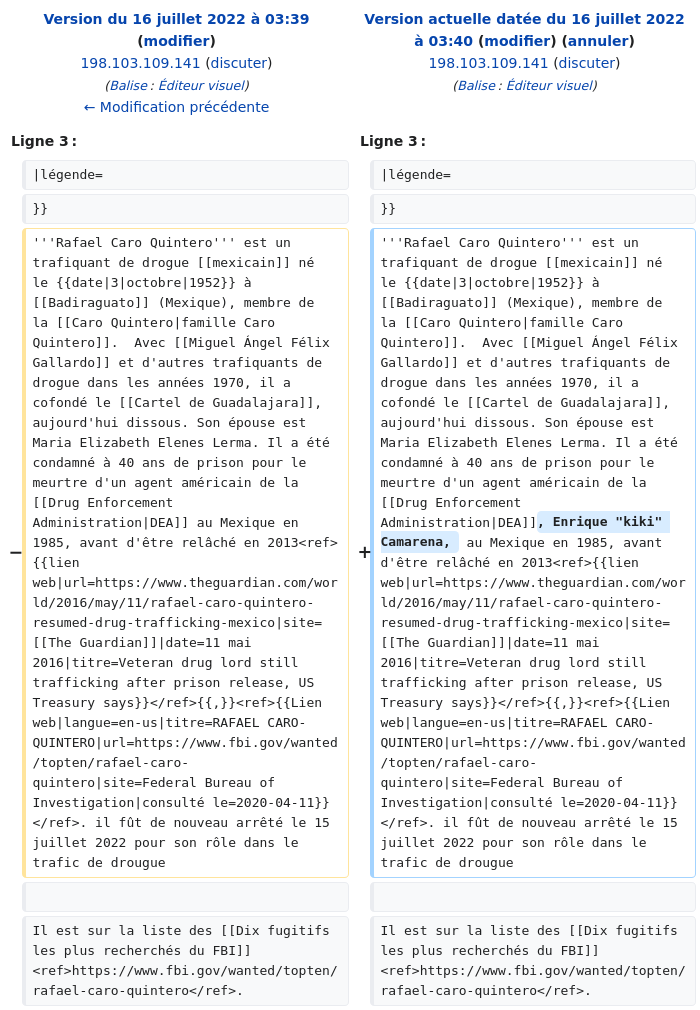 Version du 16 juillet 2022 à 03:39
(modifier)
198.103.109.141 (discuter)
(Balise : Éditeur visuel)
← Modification précédente
Ligne 3 :
|légende=
}}
−
'''Rafael Caro Quintero''' est un
trafiquant de drogue [[mexicain]] né
le {{date|3|octobre|1952}} à
[[Badiraguato]] (Mexique), membre de
la [[Caro Quintero|famille Caro
Quintero]].  Avec [[Miguel Ángel Félix
Gallardo]] et d'autres trafiquants de
drogue dans les années 1970, il a
cofondé le [[Cartel de Guadalajara]],
aujourd'hui dissous. Son épouse est
Maria Elizabeth Elenes Lerma. Il a été
condamné à 40 ans de prison pour le
meurtre d'un agent américain de la
[[Drug Enforcement
Administration|DEA]] au Mexique en
1985, avant d'être relâché en 2013<ref>
{{lien
web|url=https://www.theguardian.com/wor
ld/2016/may/11/rafael-caro-quintero-
resumed-drug-trafficking-mexico|site=
[[The Guardian]]|date=11 mai
2016|titre=Veteran drug lord still
trafficking after prison release, US
Treasury says}}</ref>{{,}}<ref>{{Lien
web|langue=en-us|titre=RAFAEL CARO-
QUINTERO|url=https://www.fbi.gov/wanted
/topten/rafael-caro-
quintero|site=Federal Bureau of
Investigation|consulté le=2020-04-11}}
</ref>. il fût de nouveau arrêté le 15
juillet 2022 pour son rôle dans le
trafic de drougue
Il est sur la liste des [[Dix fugitifs
les plus recherchés du FBI]]
<ref>https://www.fbi.gov/wanted/topten/
rafael-caro-quintero</ref>.
Version actuelle datée du 16 juillet 2022
à 03:40 (modifier) (annuler)
198.103.109.141 (discuter)
(Balise : Éditeur visuel)
Ligne 3 :
|légende=
}}
+
'''Rafael Caro Quintero''' est un
trafiquant de drogue [[mexicain]] né
le {{date|3|octobre|1952}} à
[[Badiraguato]] (Mexique), membre de
la [[Caro Quintero|famille Caro
Quintero]].  Avec [[Miguel Ángel Félix
Gallardo]] et d'autres trafiquants de
drogue dans les années 1970, il a
cofondé le [[Cartel de Guadalajara]],
aujourd'hui dissous. Son épouse est
Maria Elizabeth Elenes Lerma. Il a été
condamné à 40 ans de prison pour le
meurtre d'un agent américain de la
[[Drug Enforcement
Administration|DEA]], Enrique "kiki"
Camarena,  au Mexique en 1985, avant
d'être relâché en 2013<ref>{{lien
web|url=https://www.theguardian.com/wor
ld/2016/may/11/rafael-caro-quintero-
resumed-drug-trafficking-mexico|site=
[[The Guardian]]|date=11 mai
2016|titre=Veteran drug lord still
trafficking after prison release, US
Treasury says}}</ref>{{,}}<ref>{{Lien
web|langue=en-us|titre=RAFAEL CARO-
QUINTERO|url=https://www.fbi.gov/wanted
/topten/rafael-caro-
quintero|site=Federal Bureau of
Investigation|consulté le=2020-04-11}}
</ref>. il fût de nouveau arrêté le 15
juillet 2022 pour son rôle dans le
trafic de drougue
Il est sur la liste des [[Dix fugitifs
les plus recherchés du FBI]]
<ref>https://www.fbi.gov/wanted/topten/
rafael-caro-quintero</ref>.